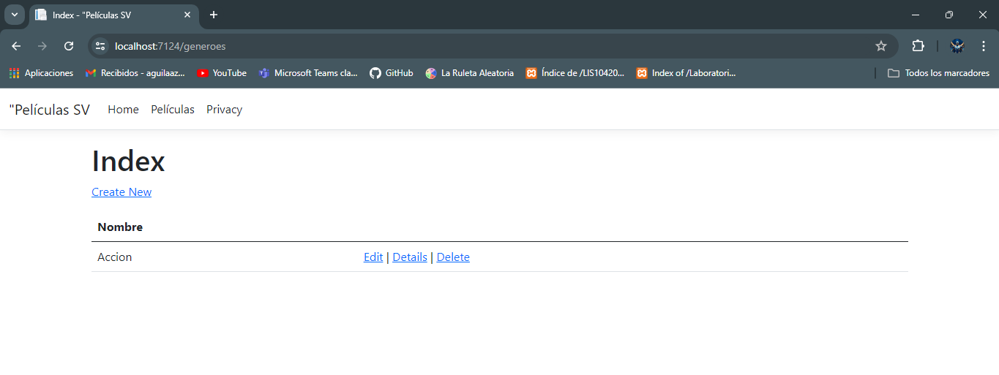 Index - "Películas SV
localhost:7124/generoes
Aplicaciones Recibidos - aguilaaz... YouTube Microsoft Teams cla... GitHub La Ruleta Aleatoria Índice de /LIS10420... Index of /Laboratori... Todos los marcadores
"Películas SV Home Películas Privacy
Index
Create New
Nombre
Accion Edit | Details | Delete